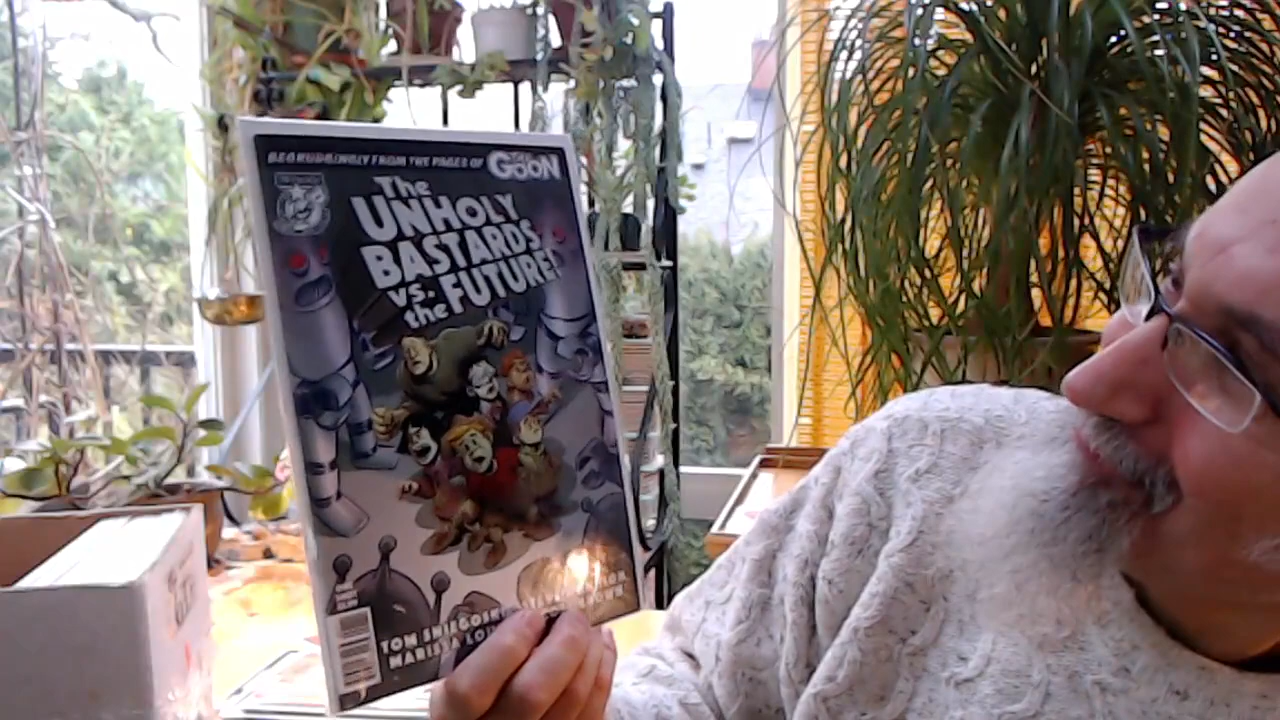 BEGRUDGINGLY FROM THE PAGES OF
THE GOON
The
UNHOLY
BASTARDS
vs. the FUTURE!
TOM SNIEGOSKI
MARISSA